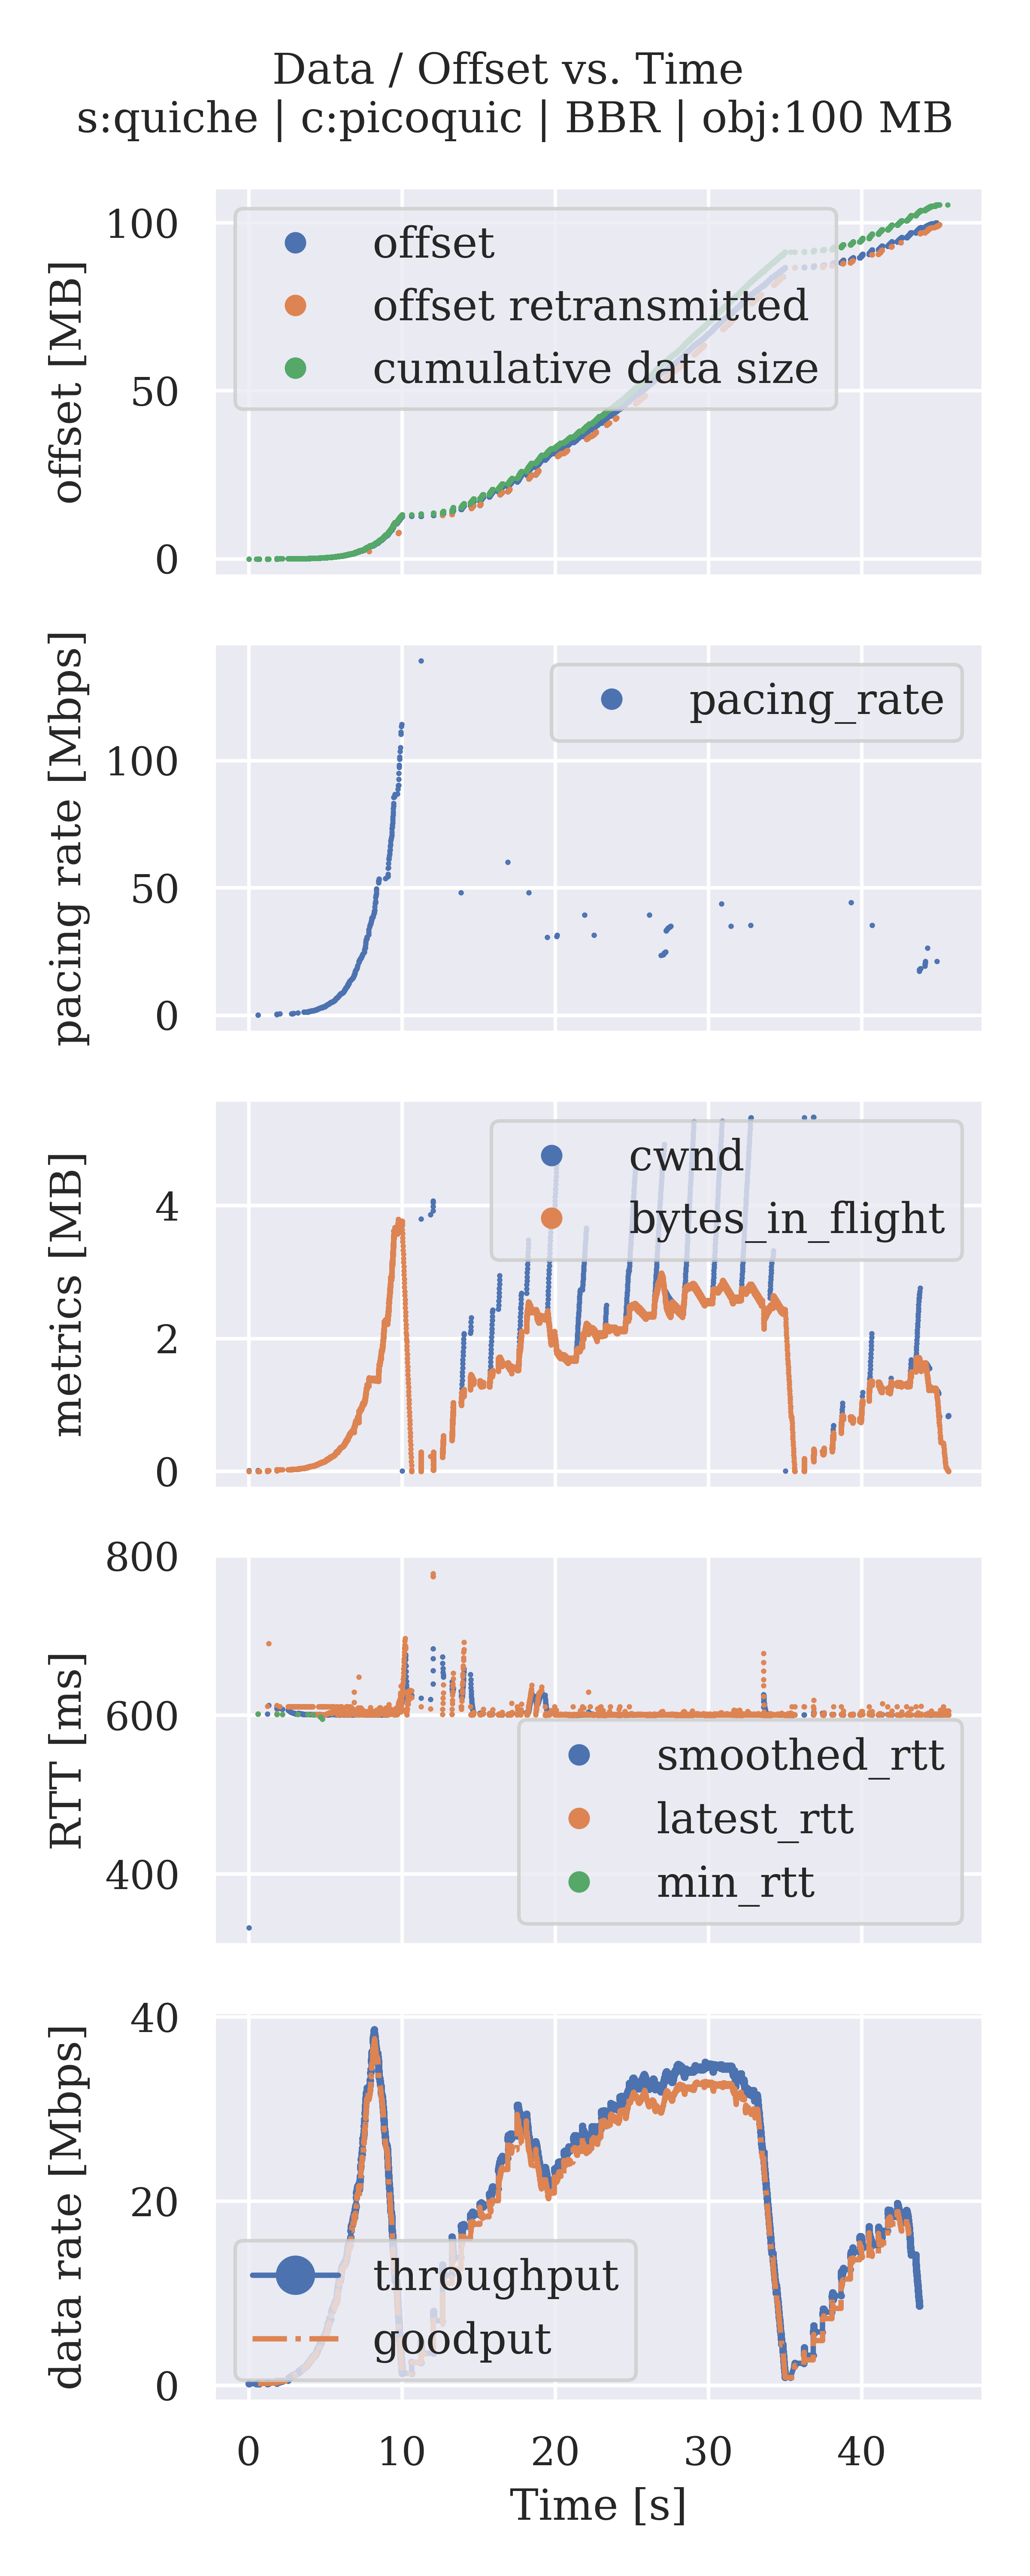 Data / Offset vs. Time
s:quiche | c:picoquic | BBR | obj:100 MB
offset [MB]
100
50
0
offset
offset retransmitted
cumulative data size
pacing rate [Mbps]
100
50
0
pacing_rate
metrics [MB]
4
2
0
cwnd
bytes_in_flight
RTT [ms]
800
600
400
smoothed_rtt
latest_rtt
min_rtt
data rate [Mbps]
40
20
0
throughput
goodput
0 10 20 30 40
Time [s]